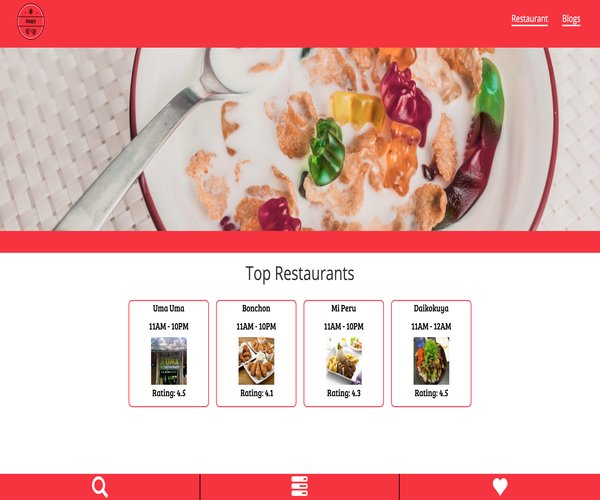 Restaurant Blogs
Top Restaurants
Uma Uma
11AM - 10PM
Rating: 4.5
Bonchon
11AM - 10PM
Rating: 4.1
Mi Peru
11AM - 10PM
Rating: 4.3
Daikokuya
11AM - 12AM
Rating: 4.5